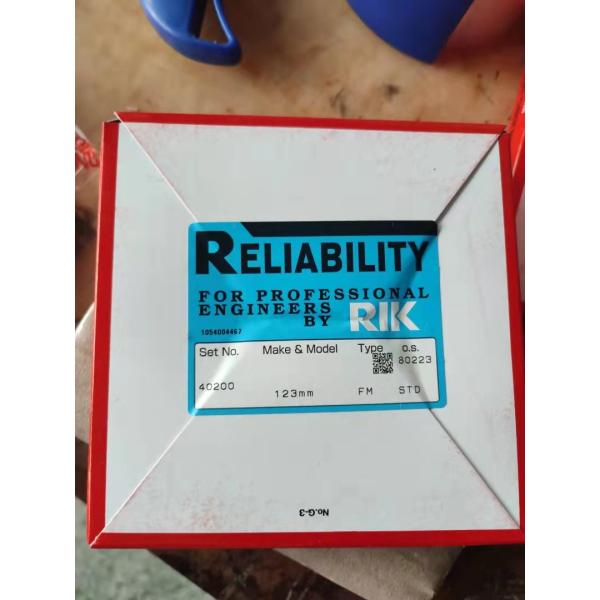 RELIABILITY
FOR PROFESSIONAL
ENGINEERS
BY RIK
1054004467
Set No. Make & Model Type o.s.
80223
40200 123mm FM STD
No.G-3